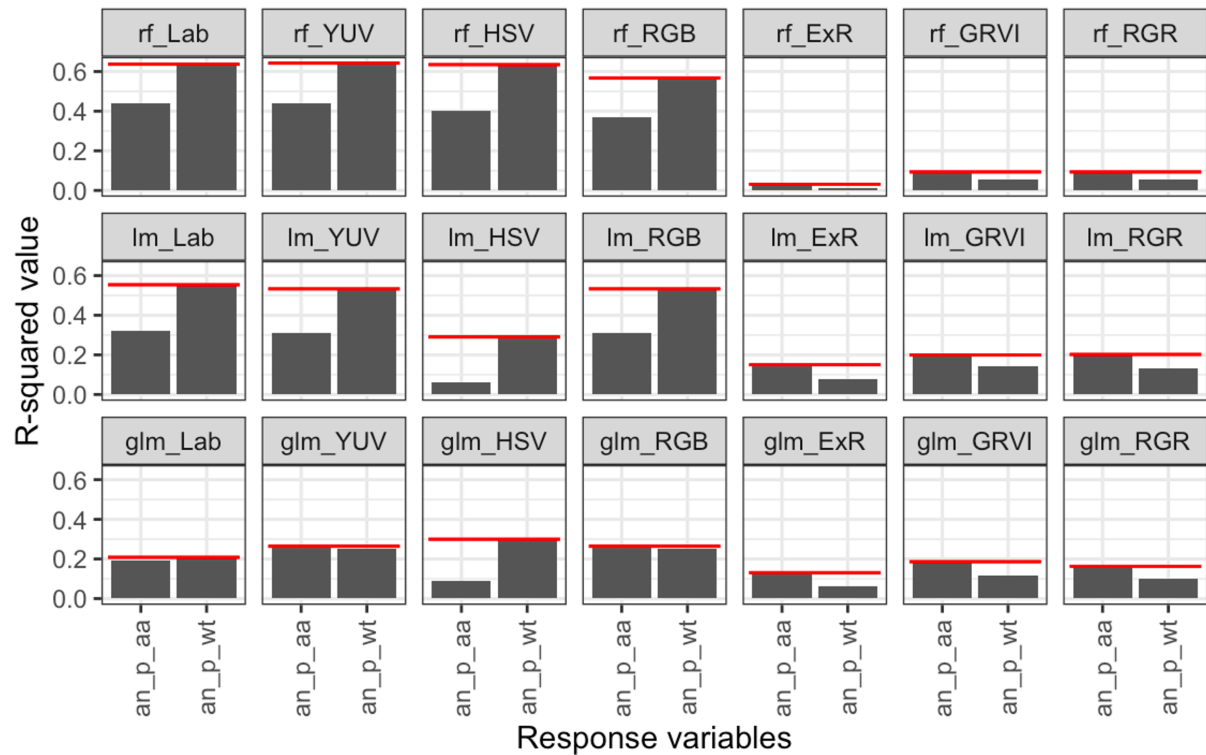 rf_Lab rf_YUV rf_HSV rf_RGB rf_ExR rf_GRVI rf_RGR
0.6
0.4
0.2
0.0
lm_Lab lm_YUV lm_HSV lm_RGB lm_ExR lm_GRVI lm_RGR
0.6
0.4
0.2
0.0
R-squared value
glm_Lab glm_YUV glm_HSV glm_RGB glm_ExR glm_GRVI glm_RGR
0.6
0.4
0.2
0.0
an_p_aa an_p_wt an_p_aa an_p_wt an_p_aa an_p_wt an_p_aa an_p_wt an_p_aa an_p_wt an_p_aa an_p_wt an_p_aa an_p_wt
Response variables